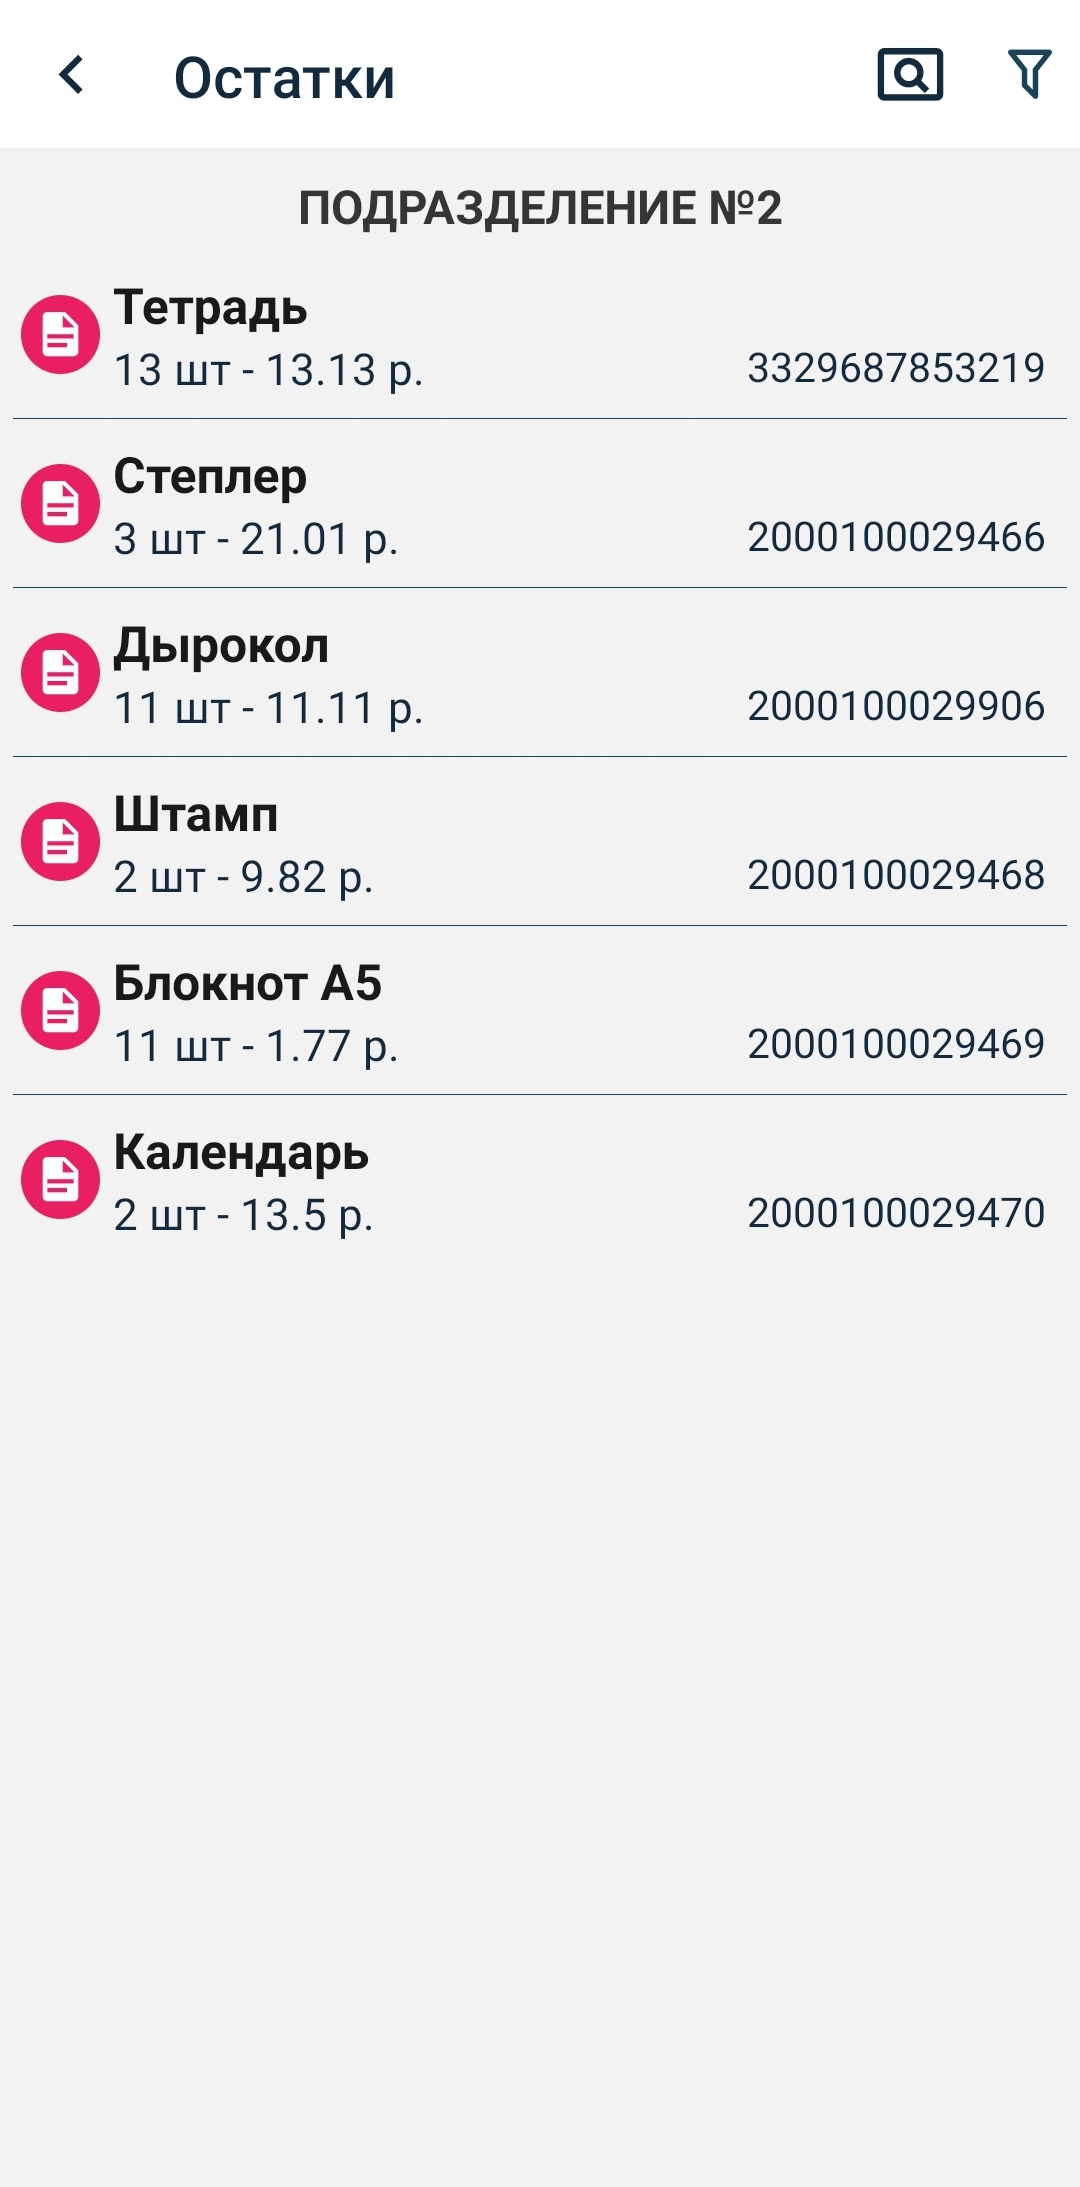 Остатки
ПОДРАЗДЕЛЕНИЕ №2
Тетрадь
13 шт - 13.13 р. 3329687853219
Степлер
3 шт - 21.01 р. 2000100029466
Дырокол
11 шт - 11.11 р. 2000100029906
Штамп
2 шт - 9.82 р. 2000100029468
Блокнот А5
11 шт - 1.77 р. 2000100029469
Календарь
2 шт - 13.5 р. 2000100029470